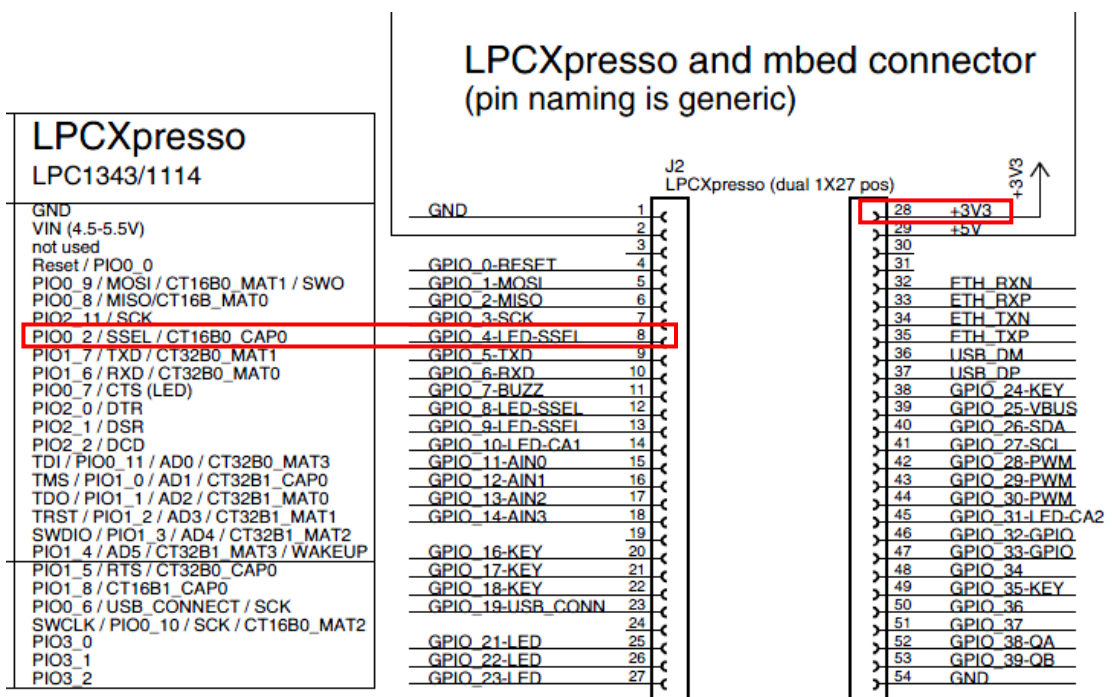 LPCXpresso and mbed connector
(pin naming is generic)
LPCXpresso
LPC1343/1114
GND
VIN (4.5-5.5V)
not used
Reset / PIO0_0
PIO0_9 / MOSI / CT16B0_MAT1 / SWO
PIO0_8 / MISO/CT16B_MAT0
PIO2_11 / SCK
PIO0_2 / SSEL / CT16B0_CAP0
PIO1_7 / TXD / CT32B0_MAT1
PIO1_6 / RXD / CT32B0_MAT0
PIO0_7 / CTS (LED)
PIO2_0 / DTR
PIO2_1 / DSR
PIO2_2 / DCD
TDI / PIO0_11 / AD0 / CT32B0_MAT3
TMS / PIO1_0 / AD1 / CT32B1_CAP0
TDO / PIO1_1 / AD2 / CT32B1_MAT0
TRST / PIO1_2 / AD3 / CT32B1_MAT1
SWDIO / PIO1_3 / AD4 / CT32B1_MAT2
PIO1_4 / AD5 / CT32B1_MAT3 / WAKEUP
PIO1_5 / RTS / CT32B0_CAP0
PIO1_8 / CT16B1_CAP0
PIO0_6 / USB_CONNECT / SCK
SWCLK / PIO0_10 / SCK / CT16B0_MAT2
PIO3_0
PIO3_1
PIO3_2
J2
LPCXpresso (dual 1X27 pos)
+3V3
GND 1
2
3
GPIO_0-RESET 4
GPIO_1-MOSI 5
GPIO_2-MISO 6
GPIO_3-SCK 7
GPIO_4-LED-SSEL 8
GPIO_5-TXD 9
GPIO_6-RXD 10
GPIO_7-BUZZ 11
GPIO_8-LED-SSEL 12
GPIO_9-LED-SSEL 13
GPIO_10-LED-CA1 14
GPIO_11-AIN0 15
GPIO_12-AIN1 16
GPIO_13-AIN2 17
GPIO_14-AIN3 18
19
GPIO_16-KEY 20
GPIO_17-KEY 21
GPIO_18-KEY 22
GPIO_19-USB_CONN 23
24
GPIO_21-LED 25
GPIO_22-LED 26
GPIO_23-LED 27
28 +3V3
29 +5V
30
31
32 ETH_RXN
33 ETH_RXP
34 ETH_TXN
35 ETH_TXP
36 USB_DM
37 USB_DP
38 GPIO_24-KEY
39 GPIO_25-VBUS
40 GPIO_26-SDA
41 GPIO_27-SCL
42 GPIO_28-PWM
43 GPIO_29-PWM
44 GPIO_30-PWM
45 GPIO_31-LED-CA2
46 GPIO_32-GPIO
47 GPIO_33-GPIO
48 GPIO_34
49 GPIO_35-KEY
50 GPIO_36
51 GPIO_37
52 GPIO_38-QA
53 GPIO_39-QB
54 GND